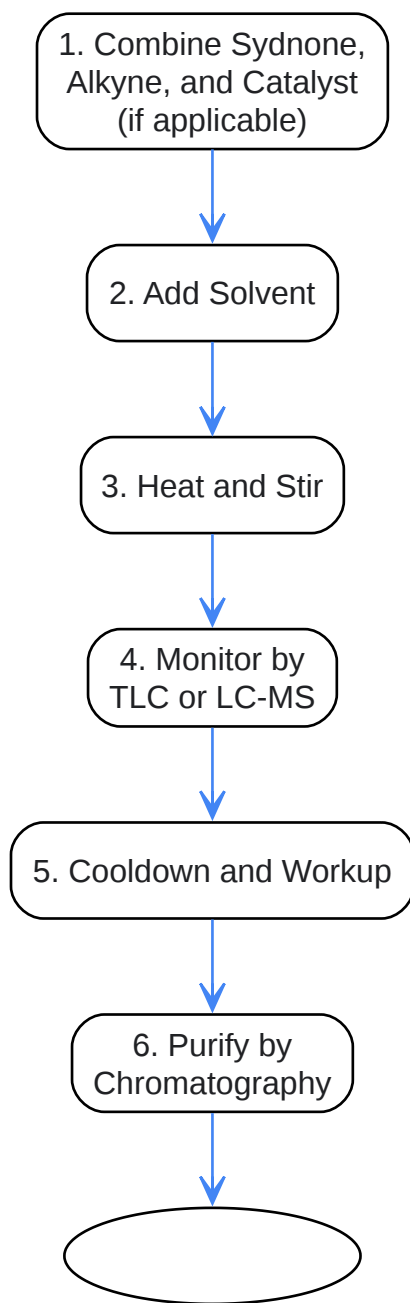 1. Combine Sydnone,
Alkyne, and Catalyst
(if applicable)
2. Add Solvent
3. Heat and Stir
4. Monitor by
TLC or LC-MS
5. Cooldown and Workup
6. Purify by
Chromatography